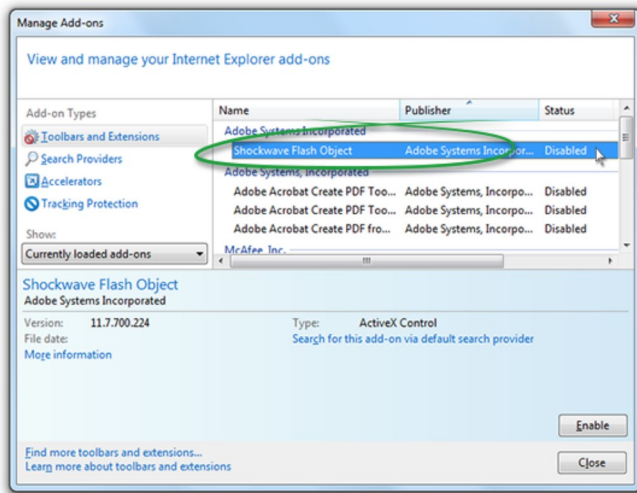 Manage Add-ons
View and manage your Internet Explorer add-ons
Add-on Types
Toolbars and Extensions
Search Providers
Accelerators
Tracking Protection
Show:
Currently loaded add-ons
Name Publisher Status
Adobe Systems Incorporated
Shockwave Flash Object Adobe Systems Incorpor... Disabled
Adobe Systems, Incorporated
Adobe Acrobat Create PDF Too... Adobe Systems, Incorpo... Disabled
Adobe Acrobat Create PDF Too... Adobe Systems, Incorpo... Disabled
Adobe Acrobat Create PDF fro... Adobe Systems, Incorpo... Disabled
McAfee, Inc.
Shockwave Flash Object
Adobe Systems Incorporated
Version: 11.7.700.224 Type: ActiveX Control
File date: Search for this add-on via default search provider
More information
Enable
Find more toolbars and extensions...
Learn more about toolbars and extensions
Close